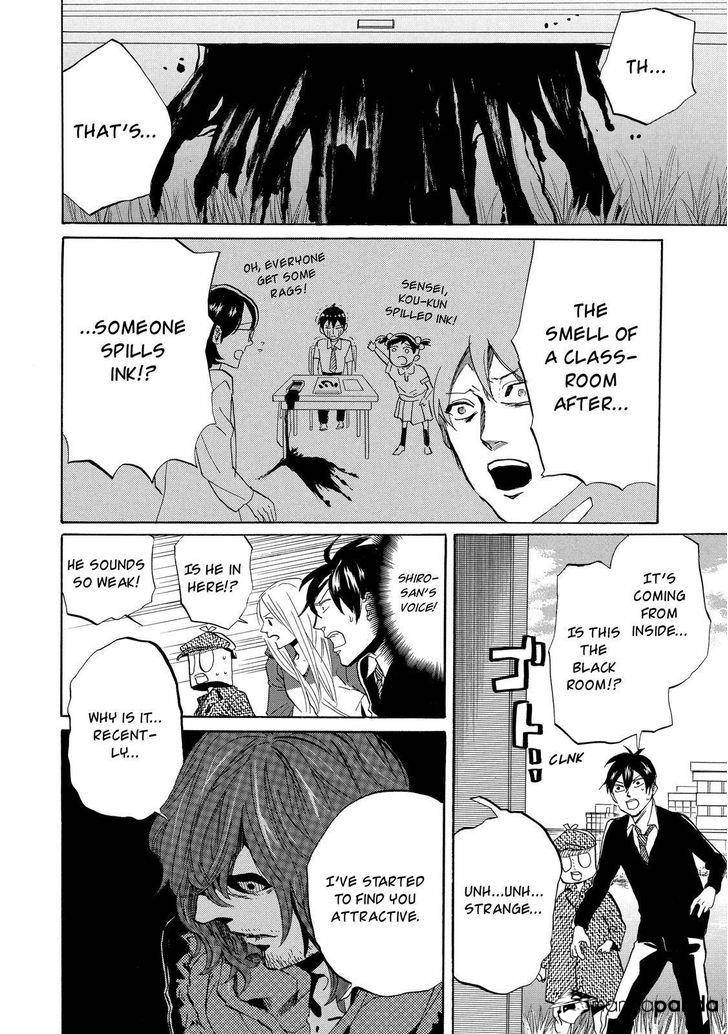 TH...
THAT'S...
THE
SMELL OF
A CLASS-
ROOM
AFTER...
SENSEI,
KOU-KUN
SPILLED INK!
OH, EVERYONE
GET SOME
RAGS!
...SOMEONE
SPILLS
INK!?
IT'S
COMING
FROM
INSIDE...
IS THIS
THE
BLACK
ROOM!?
ゴトッ!
CLNK
UNH...UNH...
STRANGE...
SHIRO-
SAN'S
VOICE!
IS HE IN
HERE!?
HE SOUNDS
SO WEAK!
WHY IS IT...
RECENT-
LY...
I'VE STARTED
TO FIND YOU
ATTRACTIVE.
mangapanda